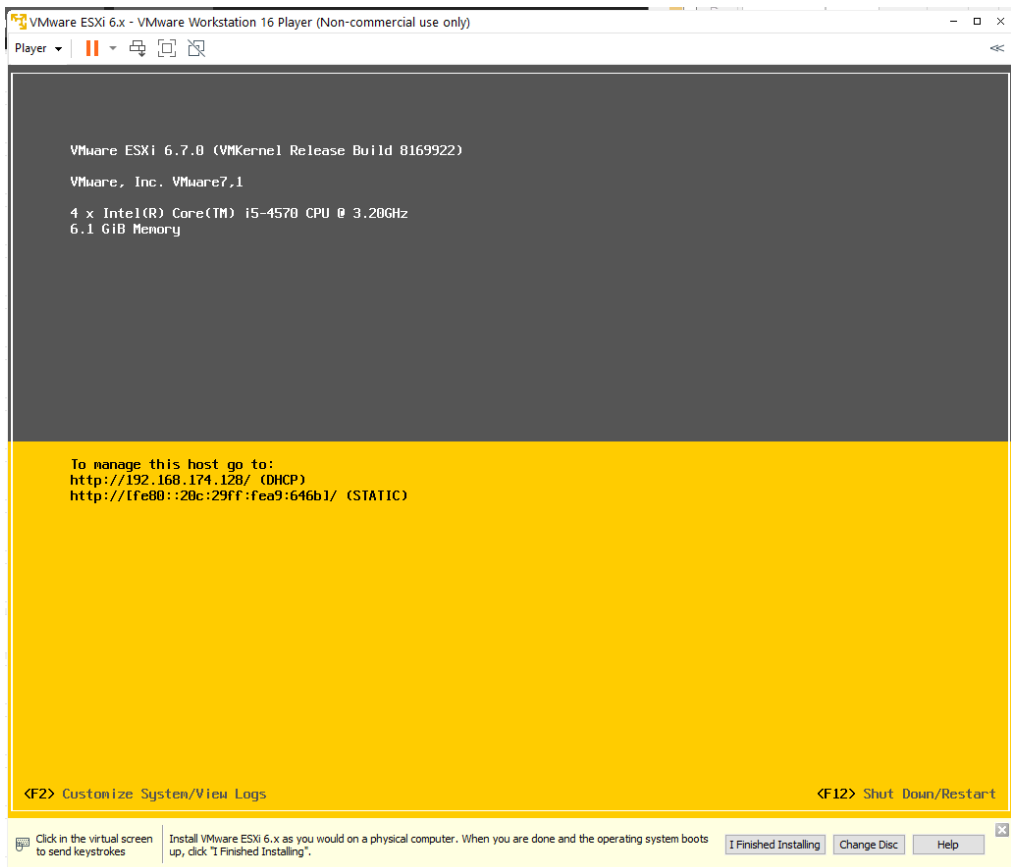 VMware ESXi 6.x - VMware Workstation 16 Player (Non-commercial use only)
Player
VMware ESXi 6.7.0 (VMKernel Release Build 8169922)
VMware, Inc. VMware7,1
4 x Intel(R) Core(TM) i5-4570 CPU @ 3.20GHz
6.1 GiB Memory
To manage this host go to:
http://192.168.174.128/ (DHCP)
http://[fe80::20c:29ff:fea9:646b]/ (STATIC)
<F2> Customize System/View Logs
<F12> Shut Down/Restart
Click in the virtual screen
to send keystrokes
Install VMware ESXi 6.x as you would on a physical computer. When you are done and the operating system boots
up, click "I Finished Installing".
I Finished Installing
Change Disc
Help